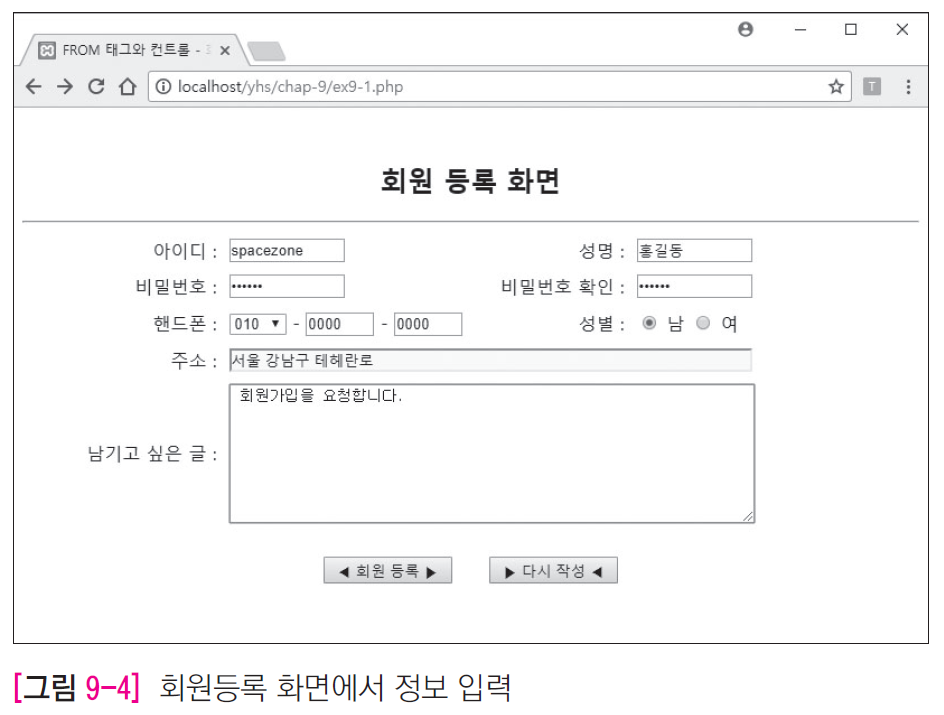 FROM 태그와 컨트롤 -
localhost/yhs/chap-9/ex9-1.php
T
회원 등록 화면
아이디 : spacezone 성명 : 홍길동
비밀번호 : •••••• 비밀번호 확인 : ••••••
핸드폰 : 010 ▼ - 0000 - 0000 성별 : 남 여
주소 : 서울 강남구 테헤란로
회원가입을 요청합니다.
남기고 싶은 글 :
◀ 회원 등록 ▶ ▶ 다시 작성 ◀
[그림 9-4] 회원등록 화면에서 정보 입력